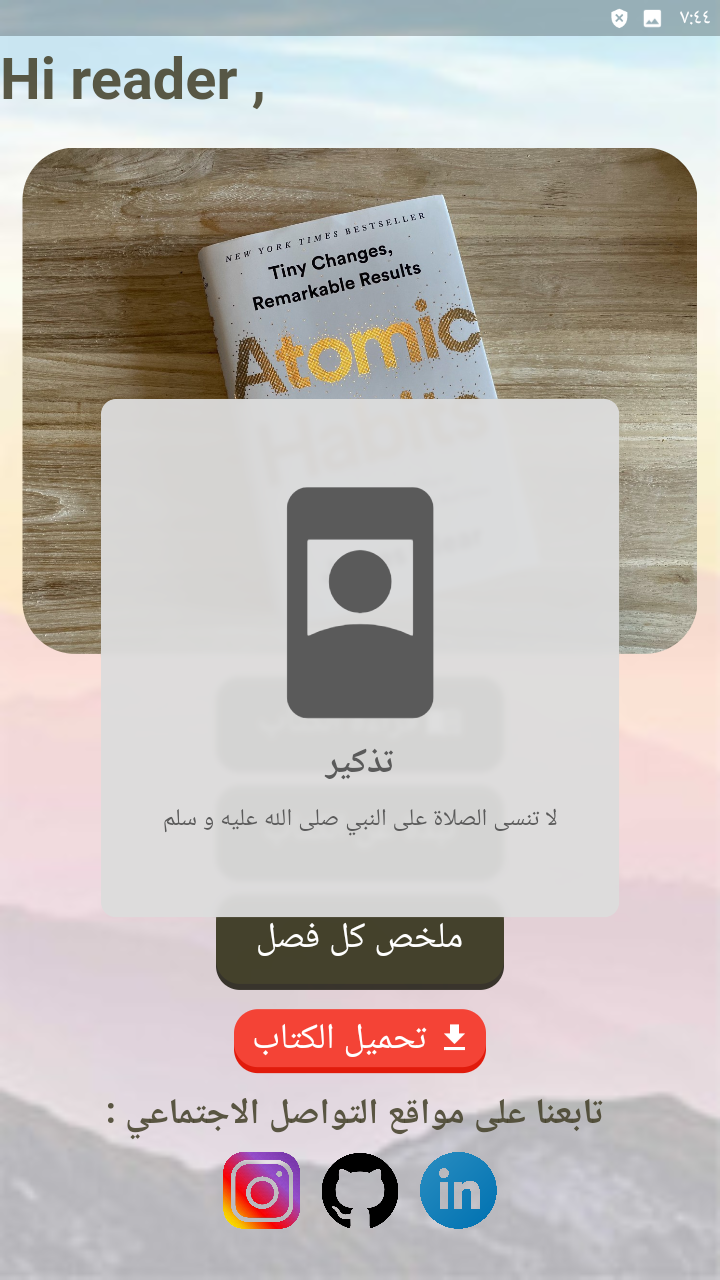 ٧:٤٤
Hi reader ,
NEW YORK TIMES BESTSELLER
Tiny Changes,
Remarkable Results
Atomic
Habits
تذكير
لا تنسى الصلاة على النبي صلى الله عليه و سلم
ملخص كل فصل
تحميل الكتاب
تابعنا على مواقع التواصل الاجتماعي :
in